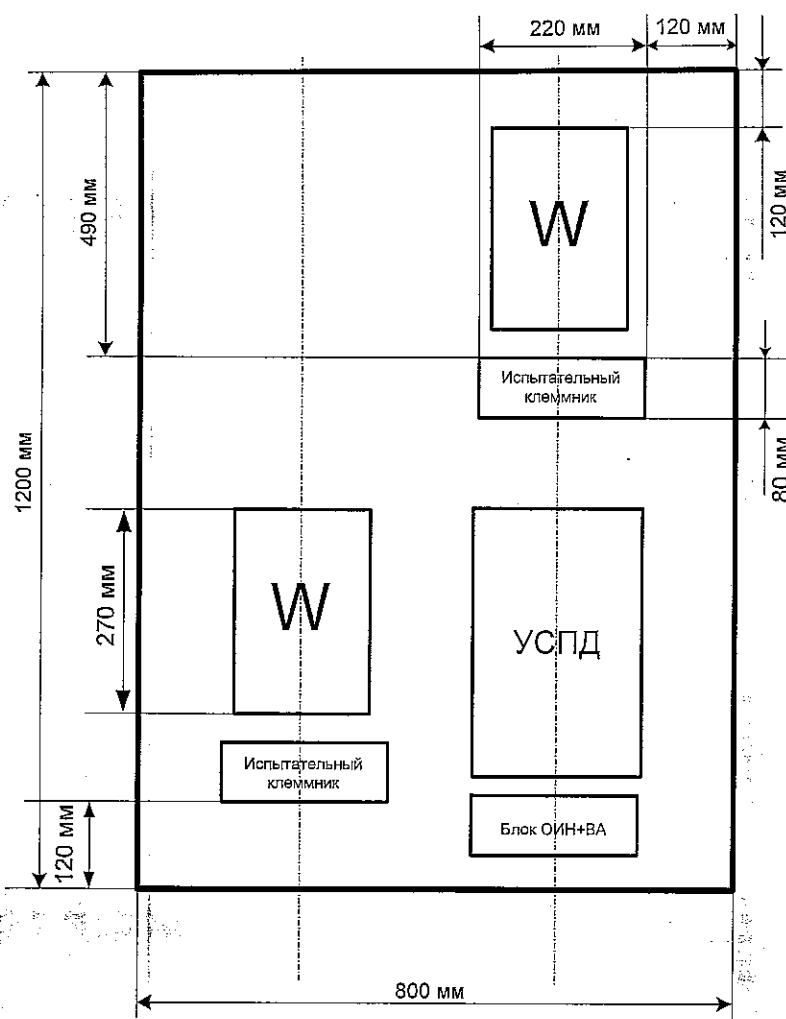 220 мм
120 мм
490 мм
W
120 мм
Испытательный
клеммник
80 мм
1200 мм
270 мм
W
УСПД
Испытательный
клеммник
Блок ОИН+ВА
120 мм
800 мм